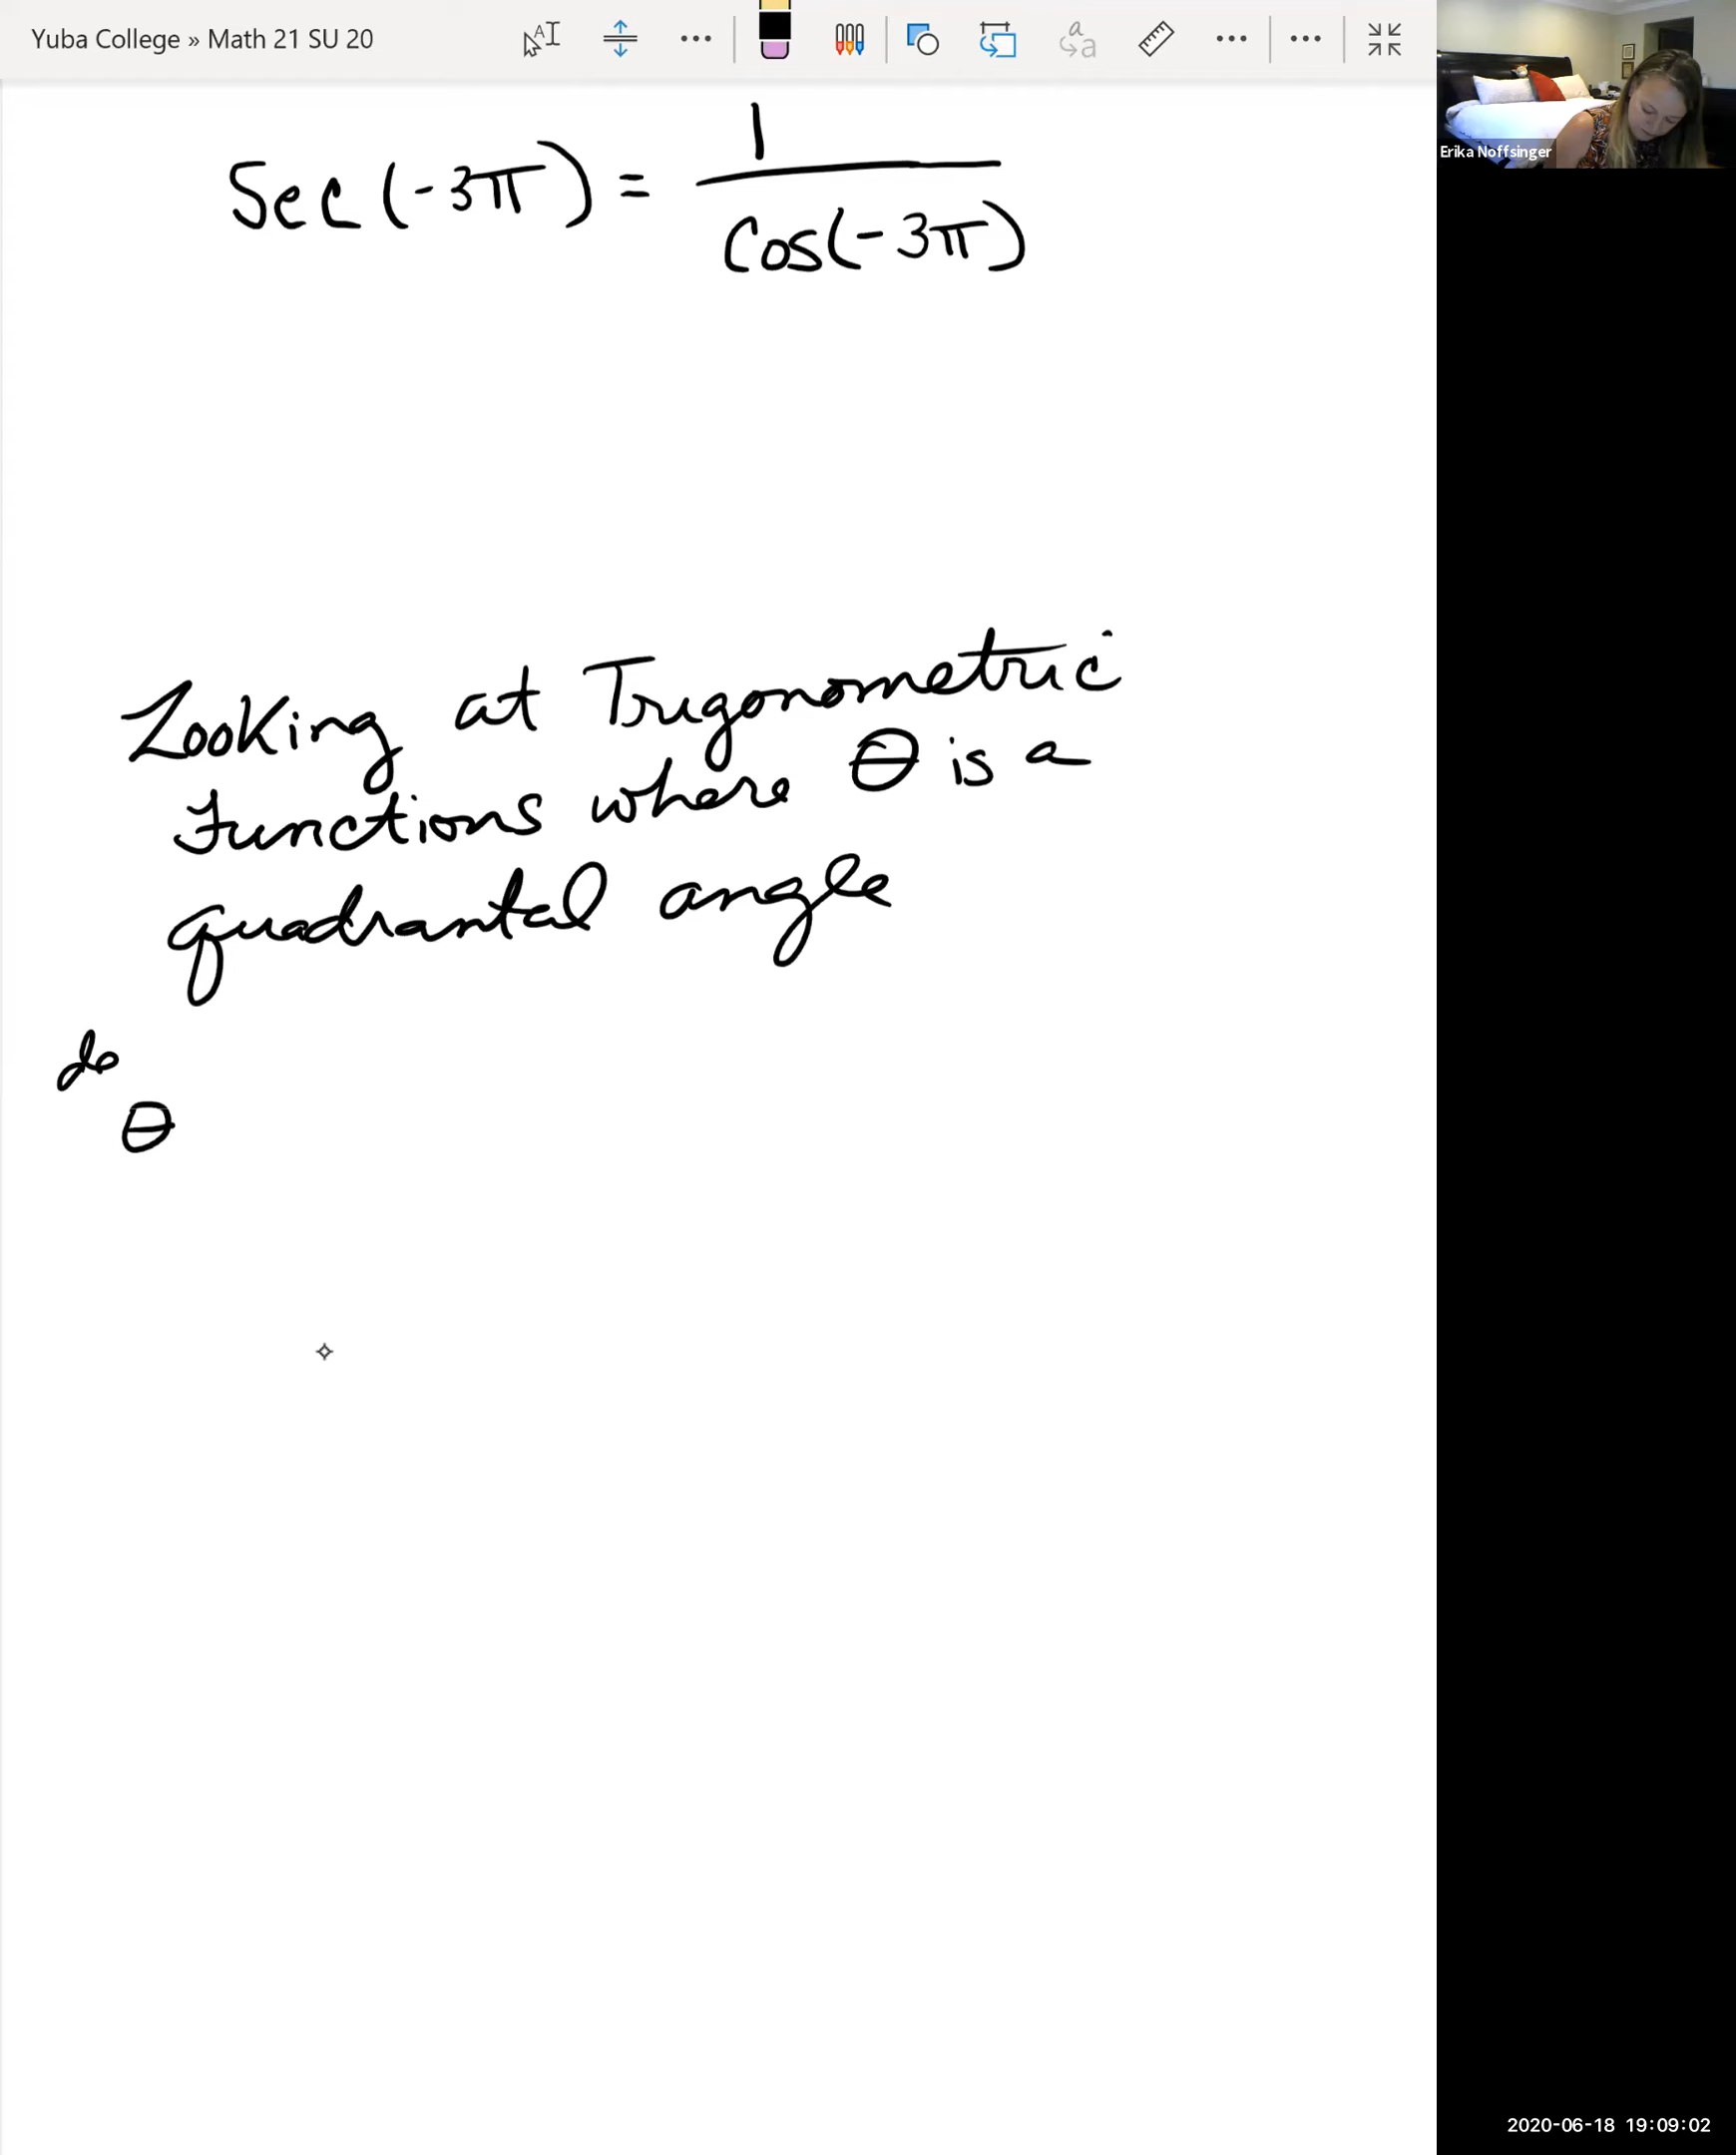 Yuba College » Math 21 SU 20
Erika Noffsinger
Sec(-3π) = 1 / Cos(-3π)
Looking at Trigonometric
Functions where θ is a
quadrantal angle
θ
2020-06-18 19:09:02